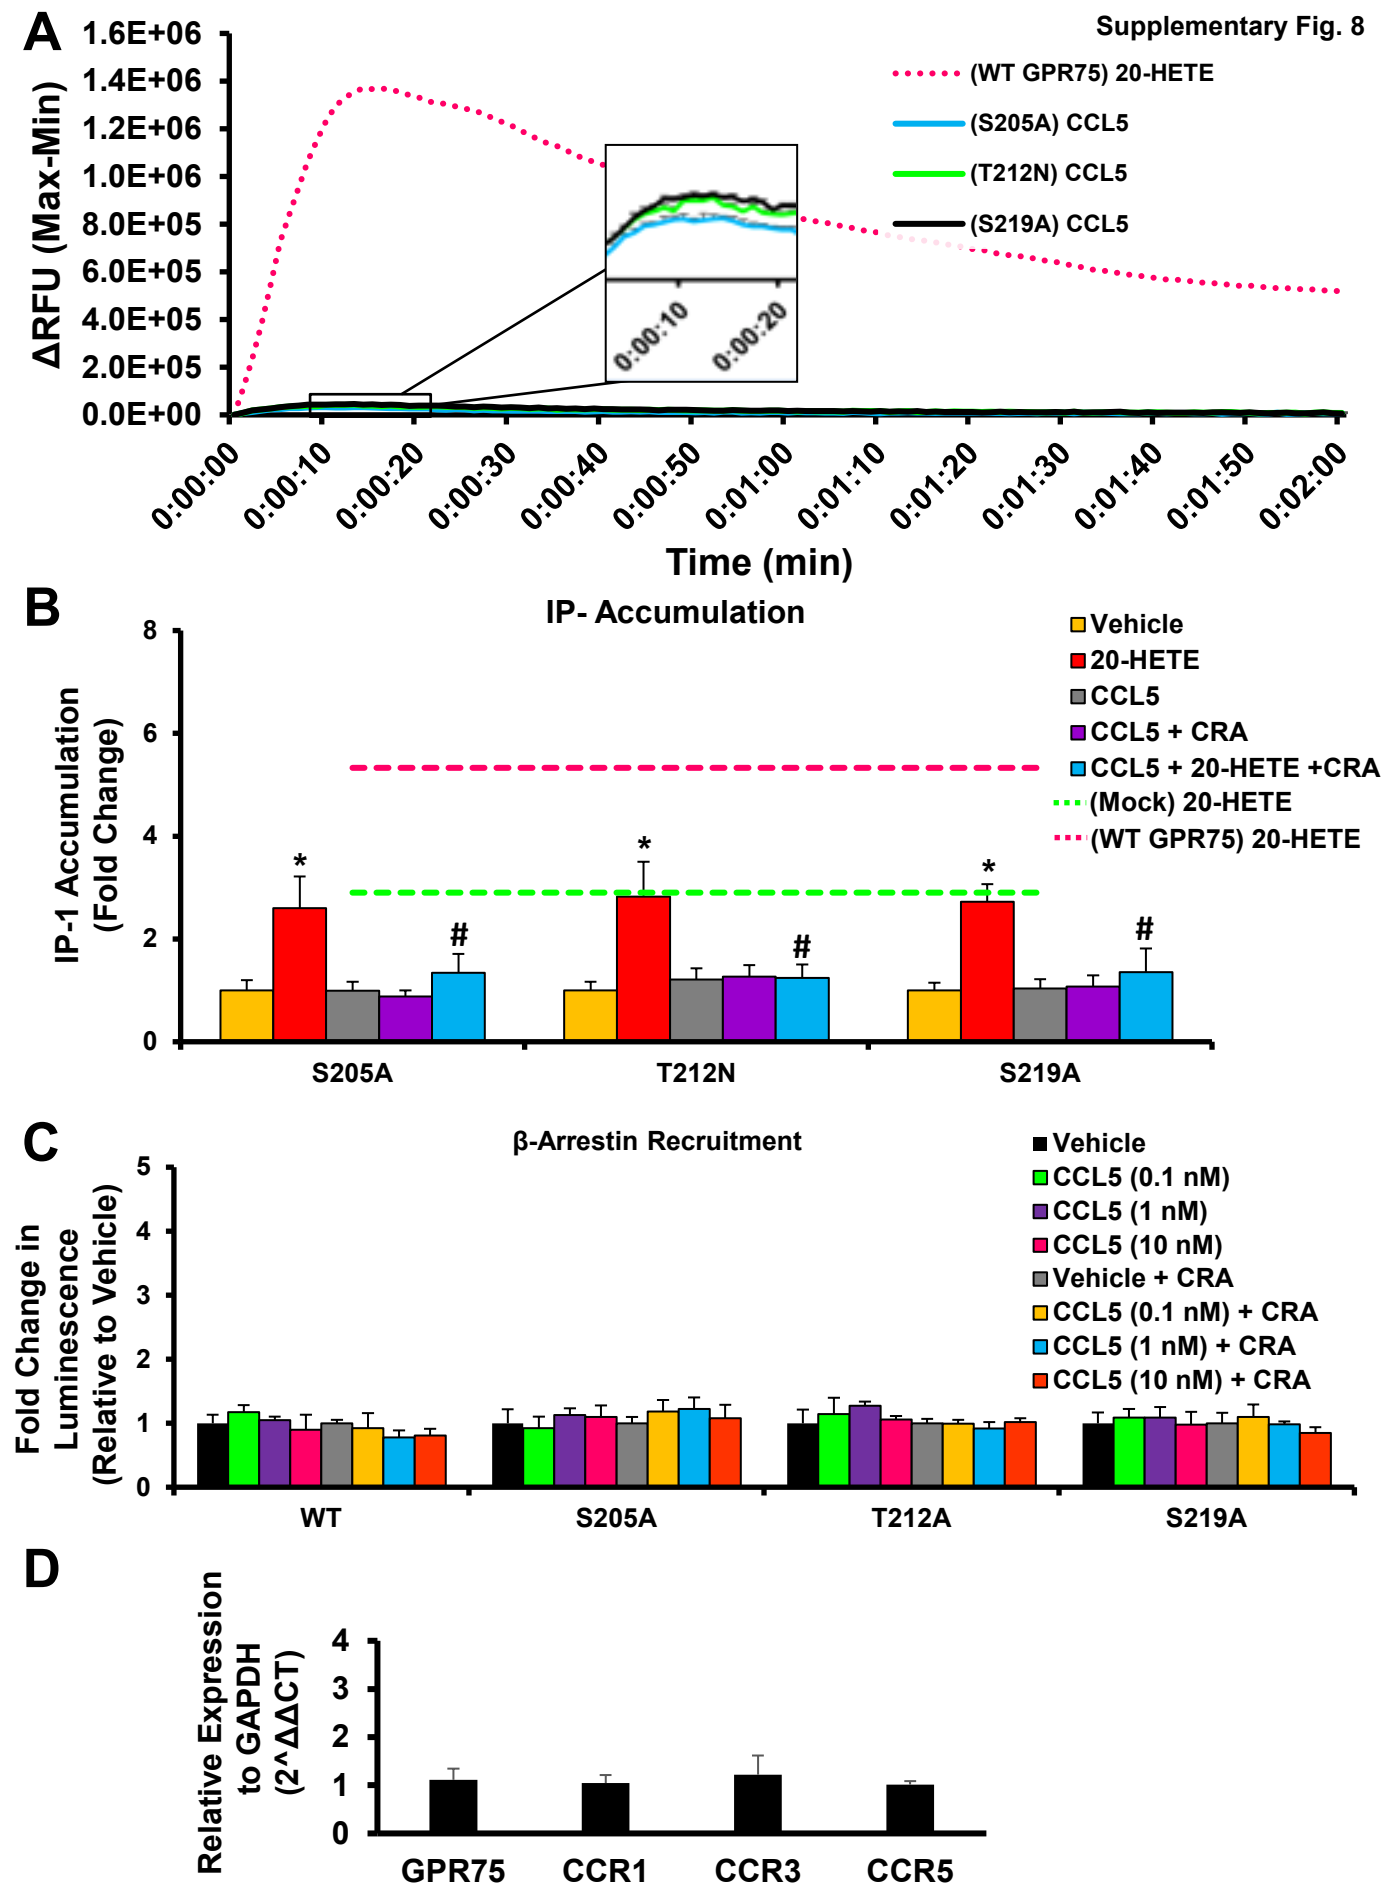 Supplementary Fig. 8
A
ΔRFU (Max-Min)
1.6E+06
1.4E+06
1.2E+06
1.0E+06
8.0E+05
6.0E+05
4.0E+05
2.0E+05
0.0E+00
(WT GPR75) 20-HETE
(S205A) CCL5
(T212N) CCL5
(S219A) CCL5
0:00:10
0:00:20
0:00:00
0:00:10
0:00:20
0:00:30
0:00:40
0:00:50
0:01:00
0:01:10
0:01:20
0:01:30
0:01:40
0:01:50
0:02:00
Time (min)
B
IP- Accumulation
IP-1 Accumulation
(Fold Change)
8
6
4
2
0
Vehicle
20-HETE
CCL5
CCL5 + CRA
CCL5 + 20-HETE +CRA
(Mock) 20-HETE
(WT GPR75) 20-HETE
* # * # * #
S205A
T212N
S219A
C
β-Arrestin Recruitment
Fold Change in
Luminescence
(Relative to Vehicle)
5
4
3
2
1
0
Vehicle
CCL5 (0.1 nM)
CCL5 (1 nM)
CCL5 (10 nM)
Vehicle + CRA
CCL5 (0.1 nM) + CRA
CCL5 (1 nM) + CRA
CCL5 (10 nM) + CRA
WT
S205A
T212A
S219A
D
Relative Expression
to GAPDH
(2^ΔΔCT)
4
3
2
1
0
GPR75
CCR1
CCR3
CCR5